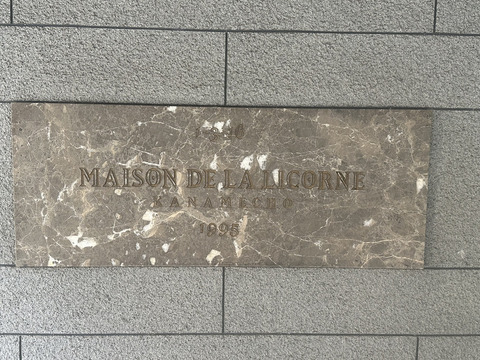 MAISON DE LA LICORNE
KANAMECHO
1995